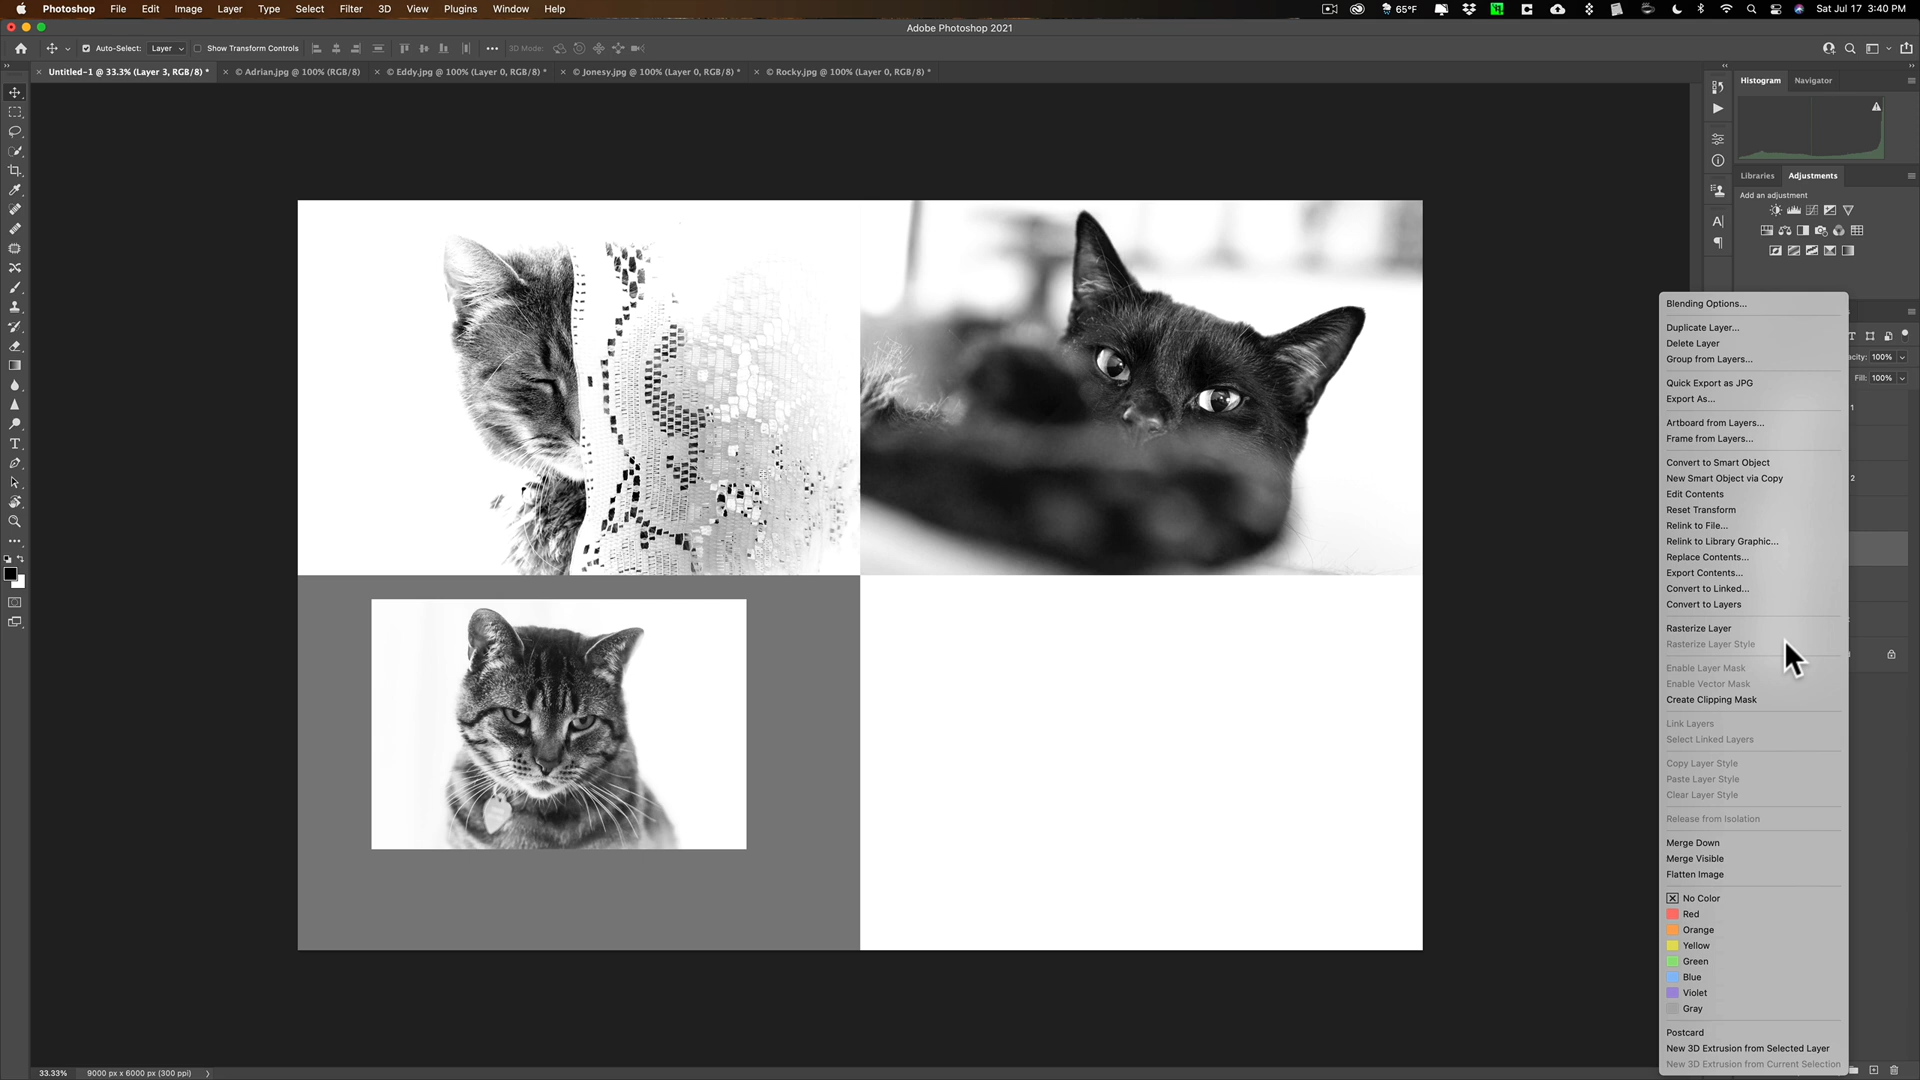 Photoshop File Edit Image Layer Type Select Filter 3D View Plugins Window Help 65°F Sat Jul 17 3:40 PM
Adobe Photoshop 2021
Auto-Select: Layer Show Transform Controls 3D Mode:
Untitled-1 @ 33.3% (Layer 3, RGB/8) * © Adrian.jpg @ 100% (RGB/8) © Eddy.jpg @ 100% (Layer 0, RGB/8) * © Jonesy.jpg @ 100% (Layer 0, RGB/8) * © Rocky.jpg @ 100% (Layer 0, RGB/8) *
Histogram Navigator
Libraries Adjustments
Add an adjustment
Blending Options...
Duplicate Layer...
Delete Layer
Group from Layers...
Quick Export as JPG
Export As...
Artboard from Layers...
Frame from Layers...
Convert to Smart Object
New Smart Object via Copy
Edit Contents
Reset Transform
Relink to File...
Relink to Library Graphic...
Replace Contents...
Export Contents...
Convert to Linked...
Convert to Layers
Rasterize Layer
Rasterize Layer Style
Enable Layer Mask
Enable Vector Mask
Create Clipping Mask
Link Layers
Select Linked Layers
Copy Layer Style
Paste Layer Style
Clear Layer Style
Release from Isolation
Merge Down
Merge Visible
Flatten Image
No Color
Red
Orange
Yellow
Green
Blue
Violet
Gray
Postcard
New 3D Extrusion from Selected Layer
New 3D Extrusion from Current Selection
100%
Fill: 100%
1
2
33.33% 9000 px x 6000 px (300 ppi)